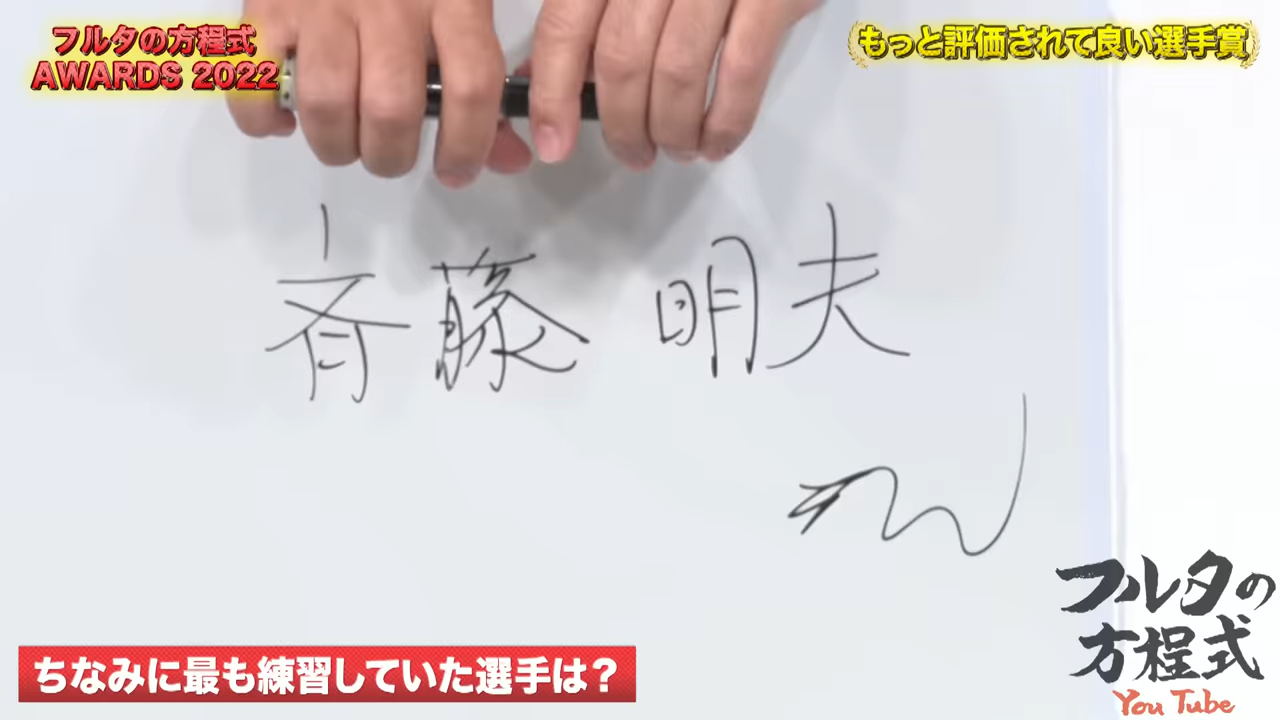 フルタの方程式
AWARDS 2022
もっと評価されて良い選手賞
斉藤 明夫
ちなみに最も練習していた選手は？
フルタの
方程式
You Tube